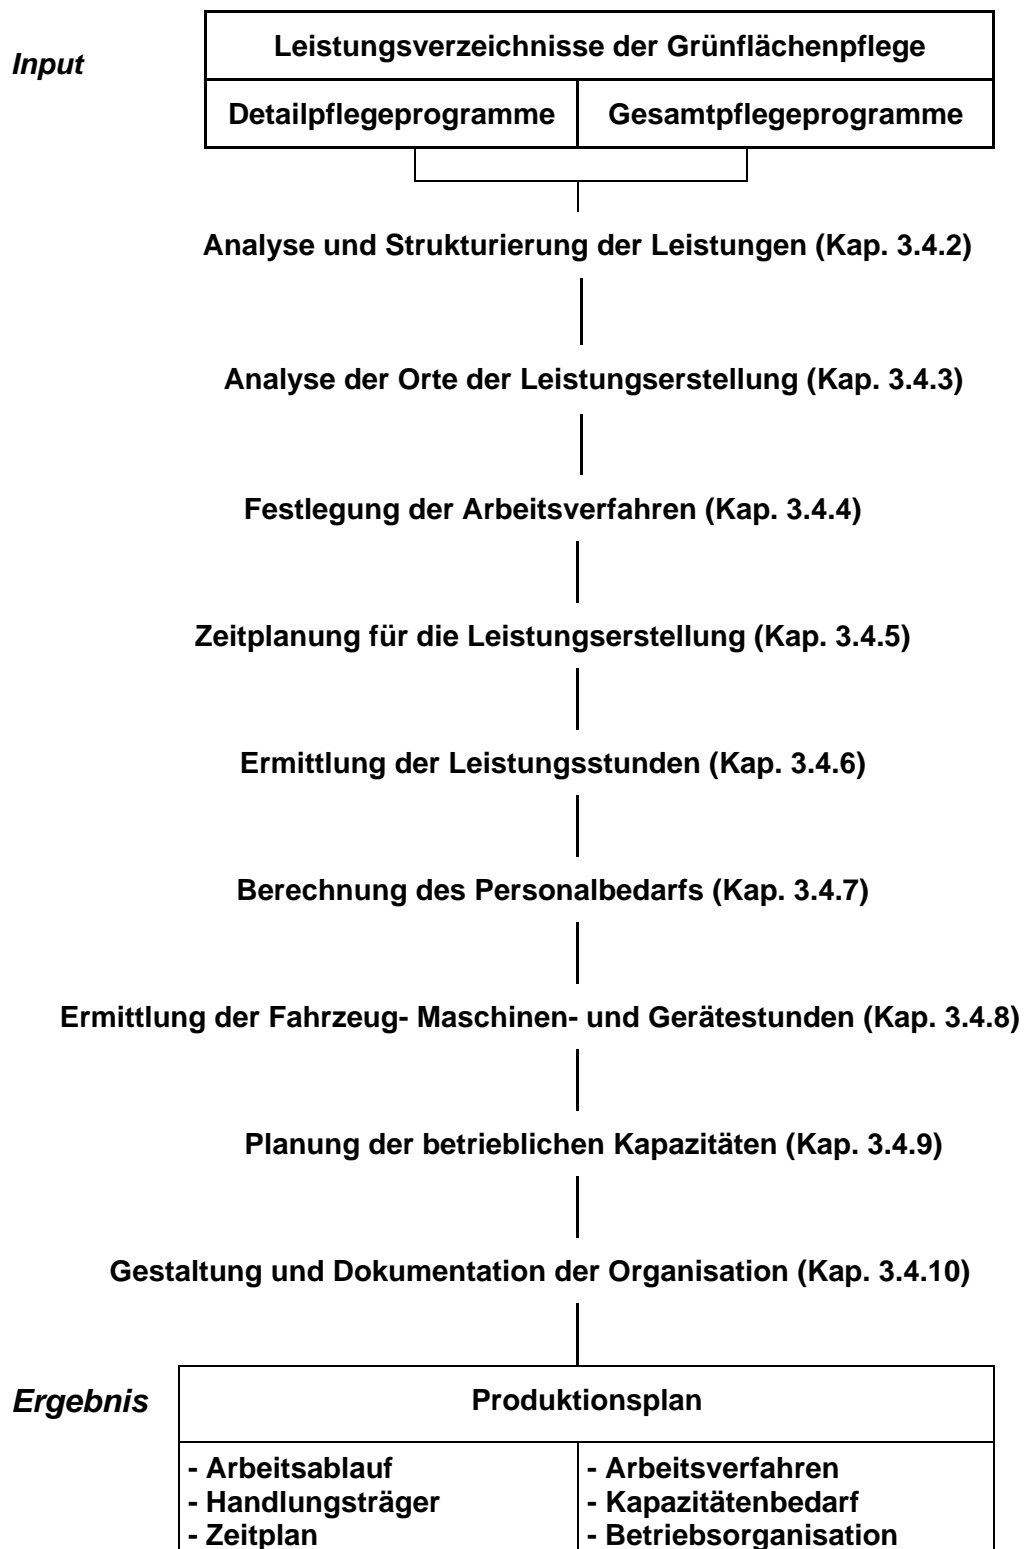 Input
Leistungsverzeichnisse der Grünflächenpflege
Detailpflegeprogramme
Gesamtpflegeprogramme
Analyse und Strukturierung der Leistungen (Kap. 3.4.2)
Analyse der Orte der Leistungserstellung (Kap. 3.4.3)
Festlegung der Arbeitsverfahren (Kap. 3.4.4)
Zeitplanung für die Leistungserstellung (Kap. 3.4.5)
Ermittlung der Leistungsstunden (Kap. 3.4.6)
Berechnung des Personalbedarfs (Kap. 3.4.7)
Ermittlung der Fahrzeug- Maschinen- und Gerätestunden (Kap. 3.4.8)
Planung der betrieblichen Kapazitäten (Kap. 3.4.9)
Gestaltung und Dokumentation der Organisation (Kap. 3.4.10)
Ergebnis
Produktionsplan
- Arbeitsablauf
- Handlungsträger
- Zeitplan
- Arbeitsverfahren
- Kapazitätenbedarf
- Betriebsorganisation